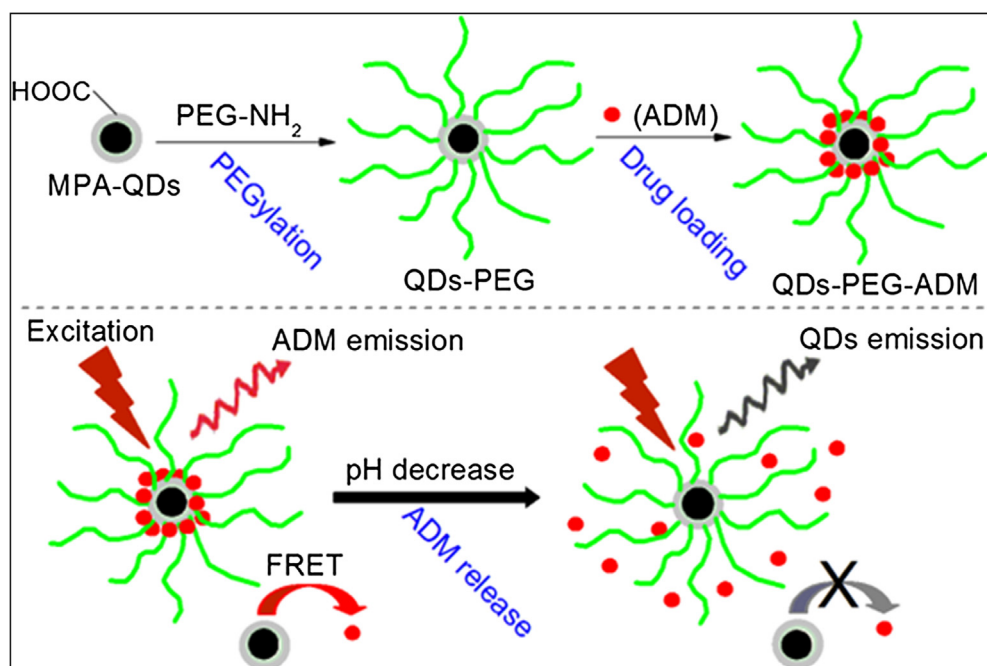 HOOC
PEG-NH₂
(ADM)
MPA-QDs
PEGylation
Drug loading
QDs-PEG
QDs-PEG-ADM
Excitation
ADM emission
QDs emission
pH decrease
ADM release
FRET
X